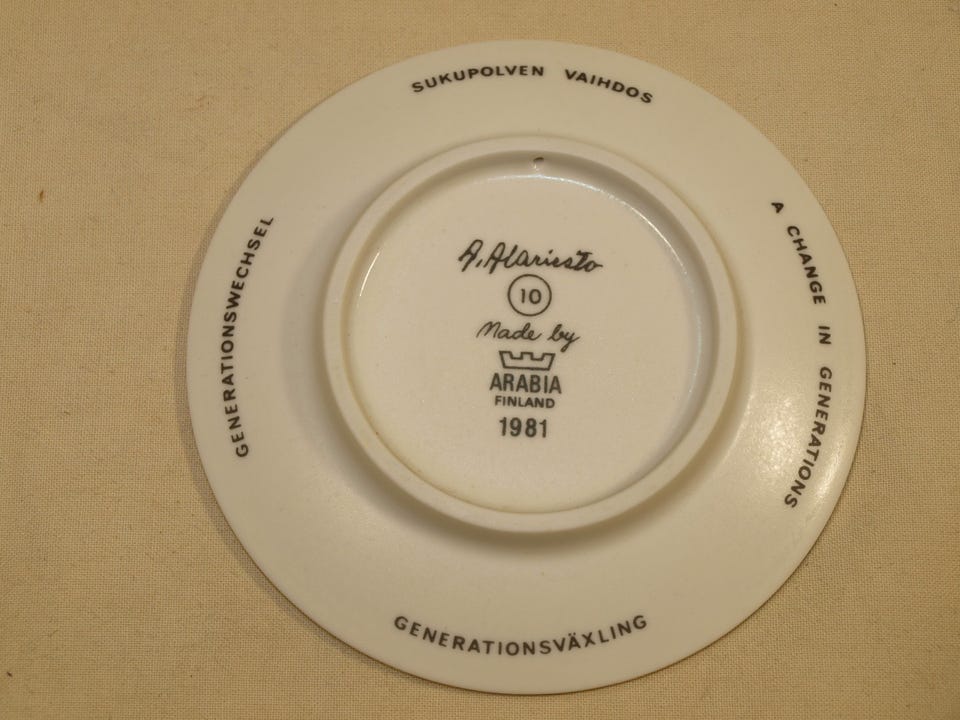 SUKUPOLVEN VAIHDOS
A CHANGE IN GENERATIONS
GENERATIONSVÄXLING
GENERATIONSWECHSEL
A. Alariesto
10
Made by
ARABIA
FINLAND
1981